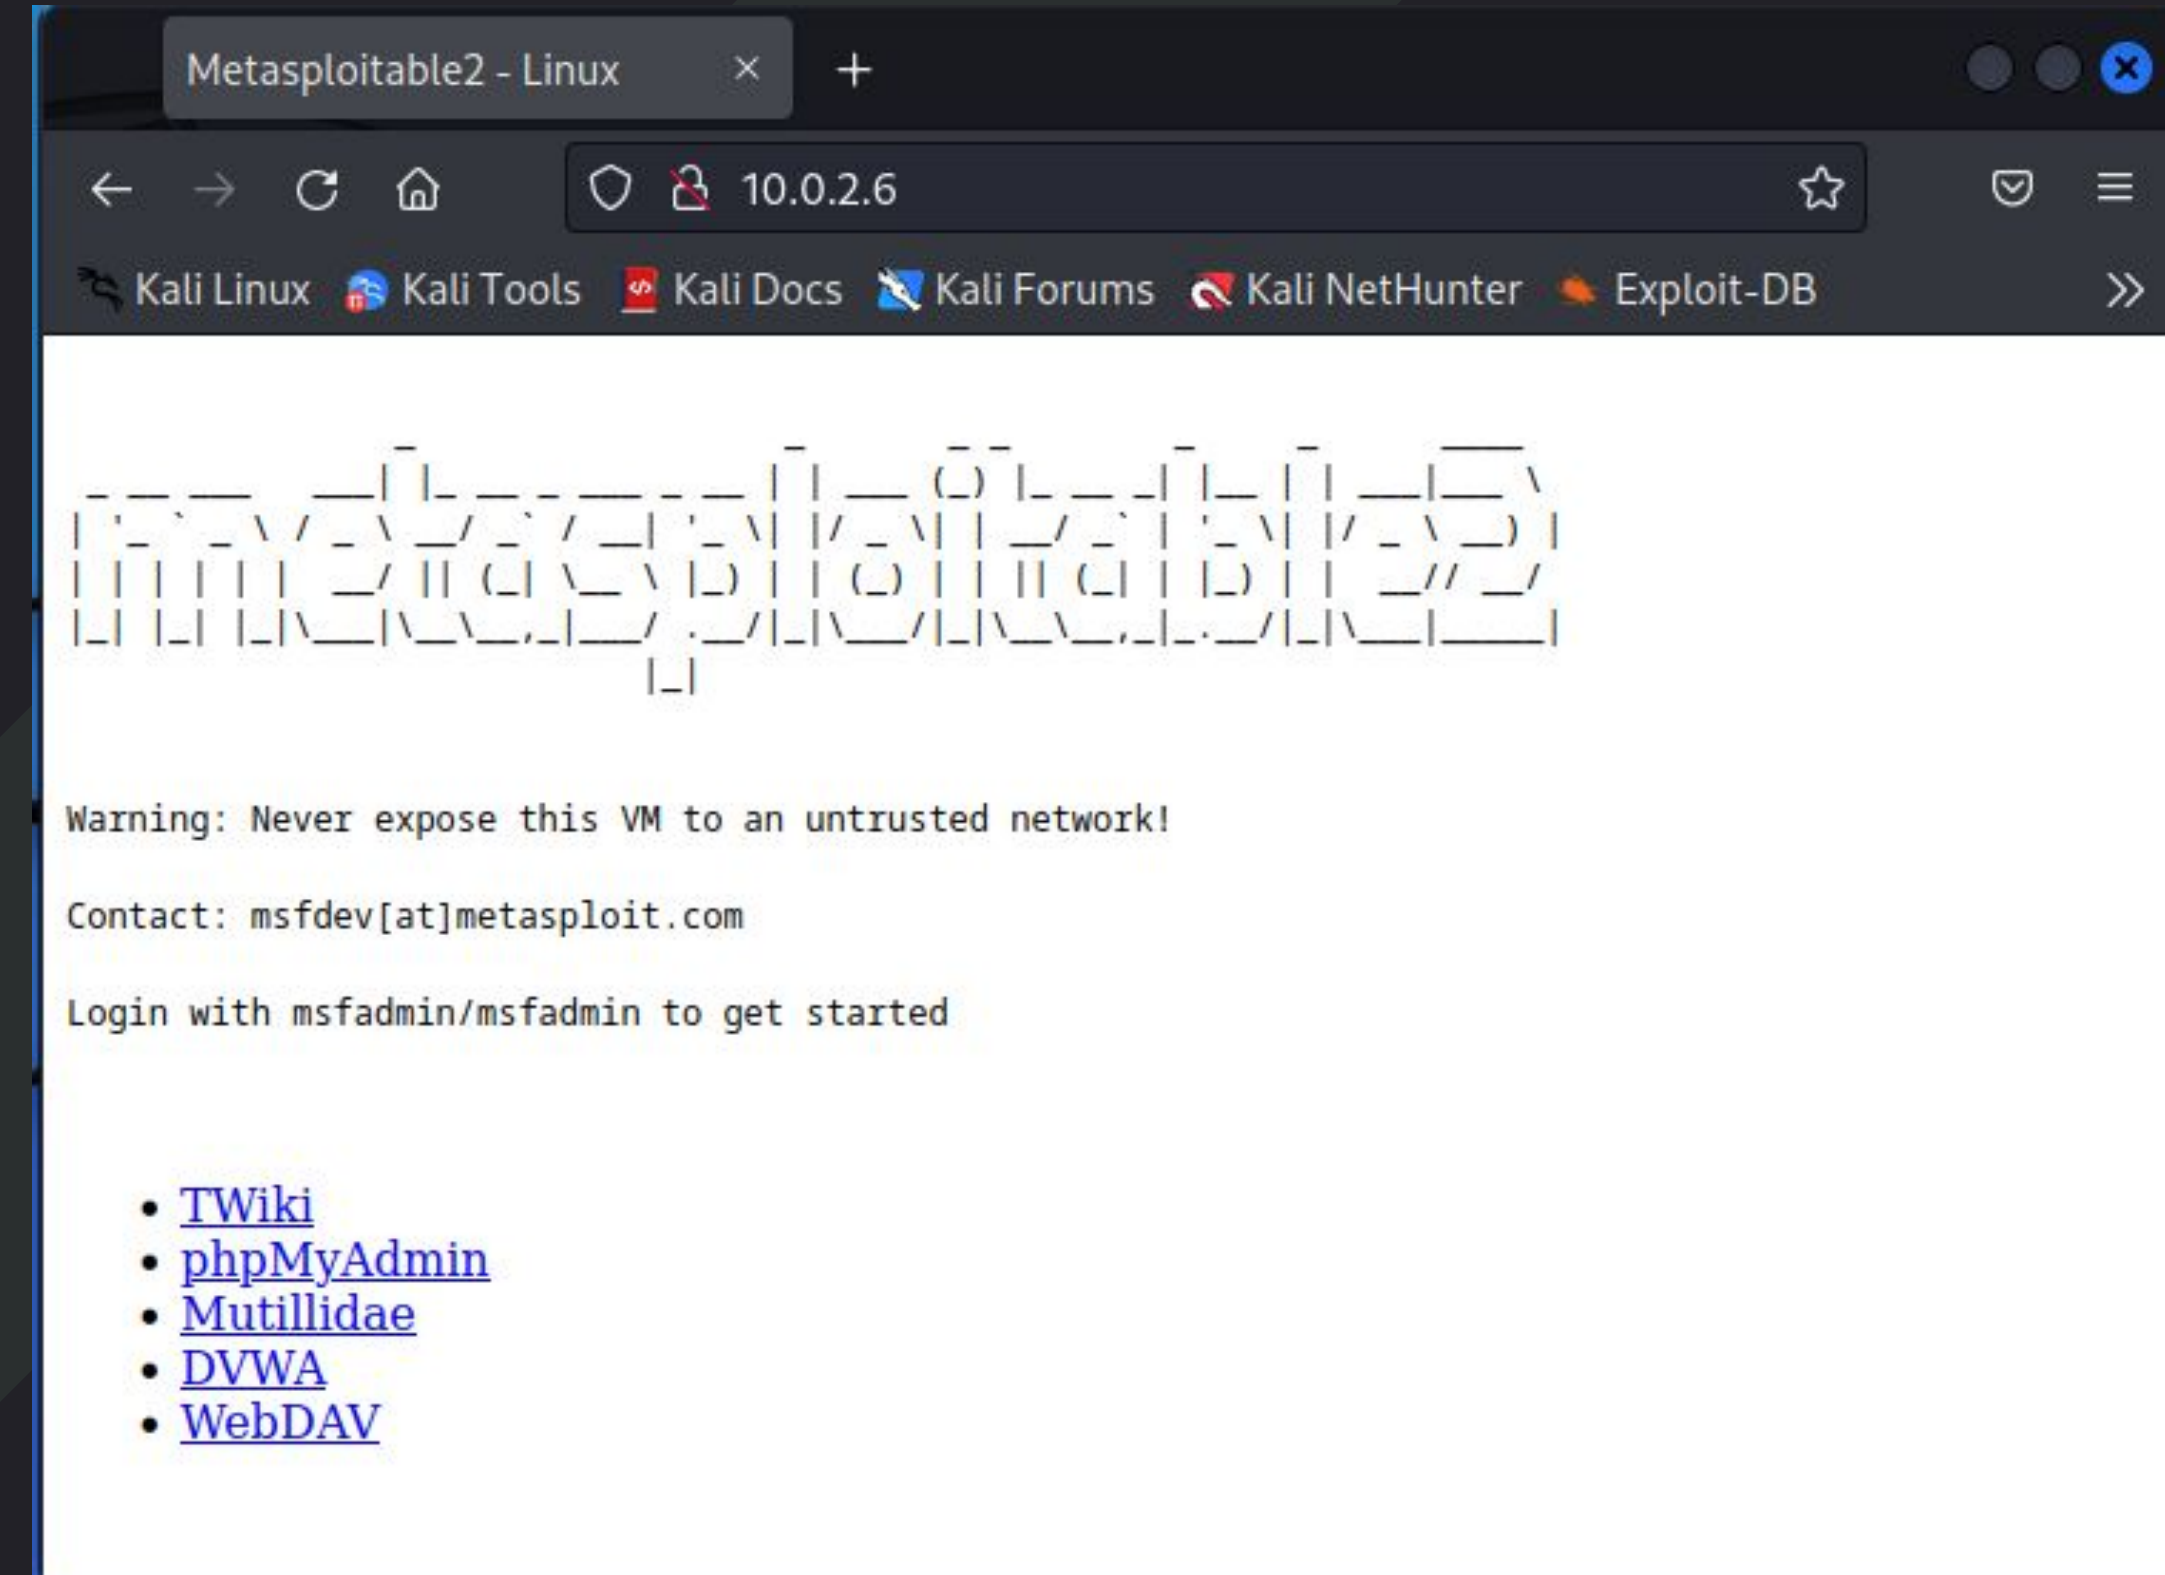 Metasploitable2 - Linux
10.0.2.6
Kali Linux Kali Tools Kali Docs Kali Forums Kali NetHunter Exploit-DB
metasploitable2
Warning: Never expose this VM to an untrusted network!
Contact: msfdev[at]metasploit.com
Login with msfadmin/msfadmin to get started
TWiki
phpMyAdmin
Mutillidae
DVWA
WebDAV